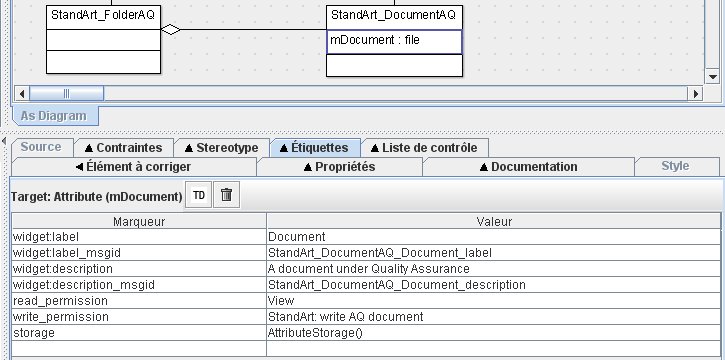 StandArt_FolderAQ StandArt_DocumentAQ
mDocument : file
As Diagram
Source Contraintes Stereotype Étiquettes Liste de contrôle
Élément à corriger Propriétés Documentation Style
Target: Attribute (mDocument) TD
Marqueur Valeur
widget:label Document
widget:label_msgid StandArt_DocumentAQ_Document_label
widget:description A document under Quality Assurance
widget:description_msgid StandArt_DocumentAQ_Document_description
read_permission View
write_permission StandArt: write AQ document
storage AttributeStorage()